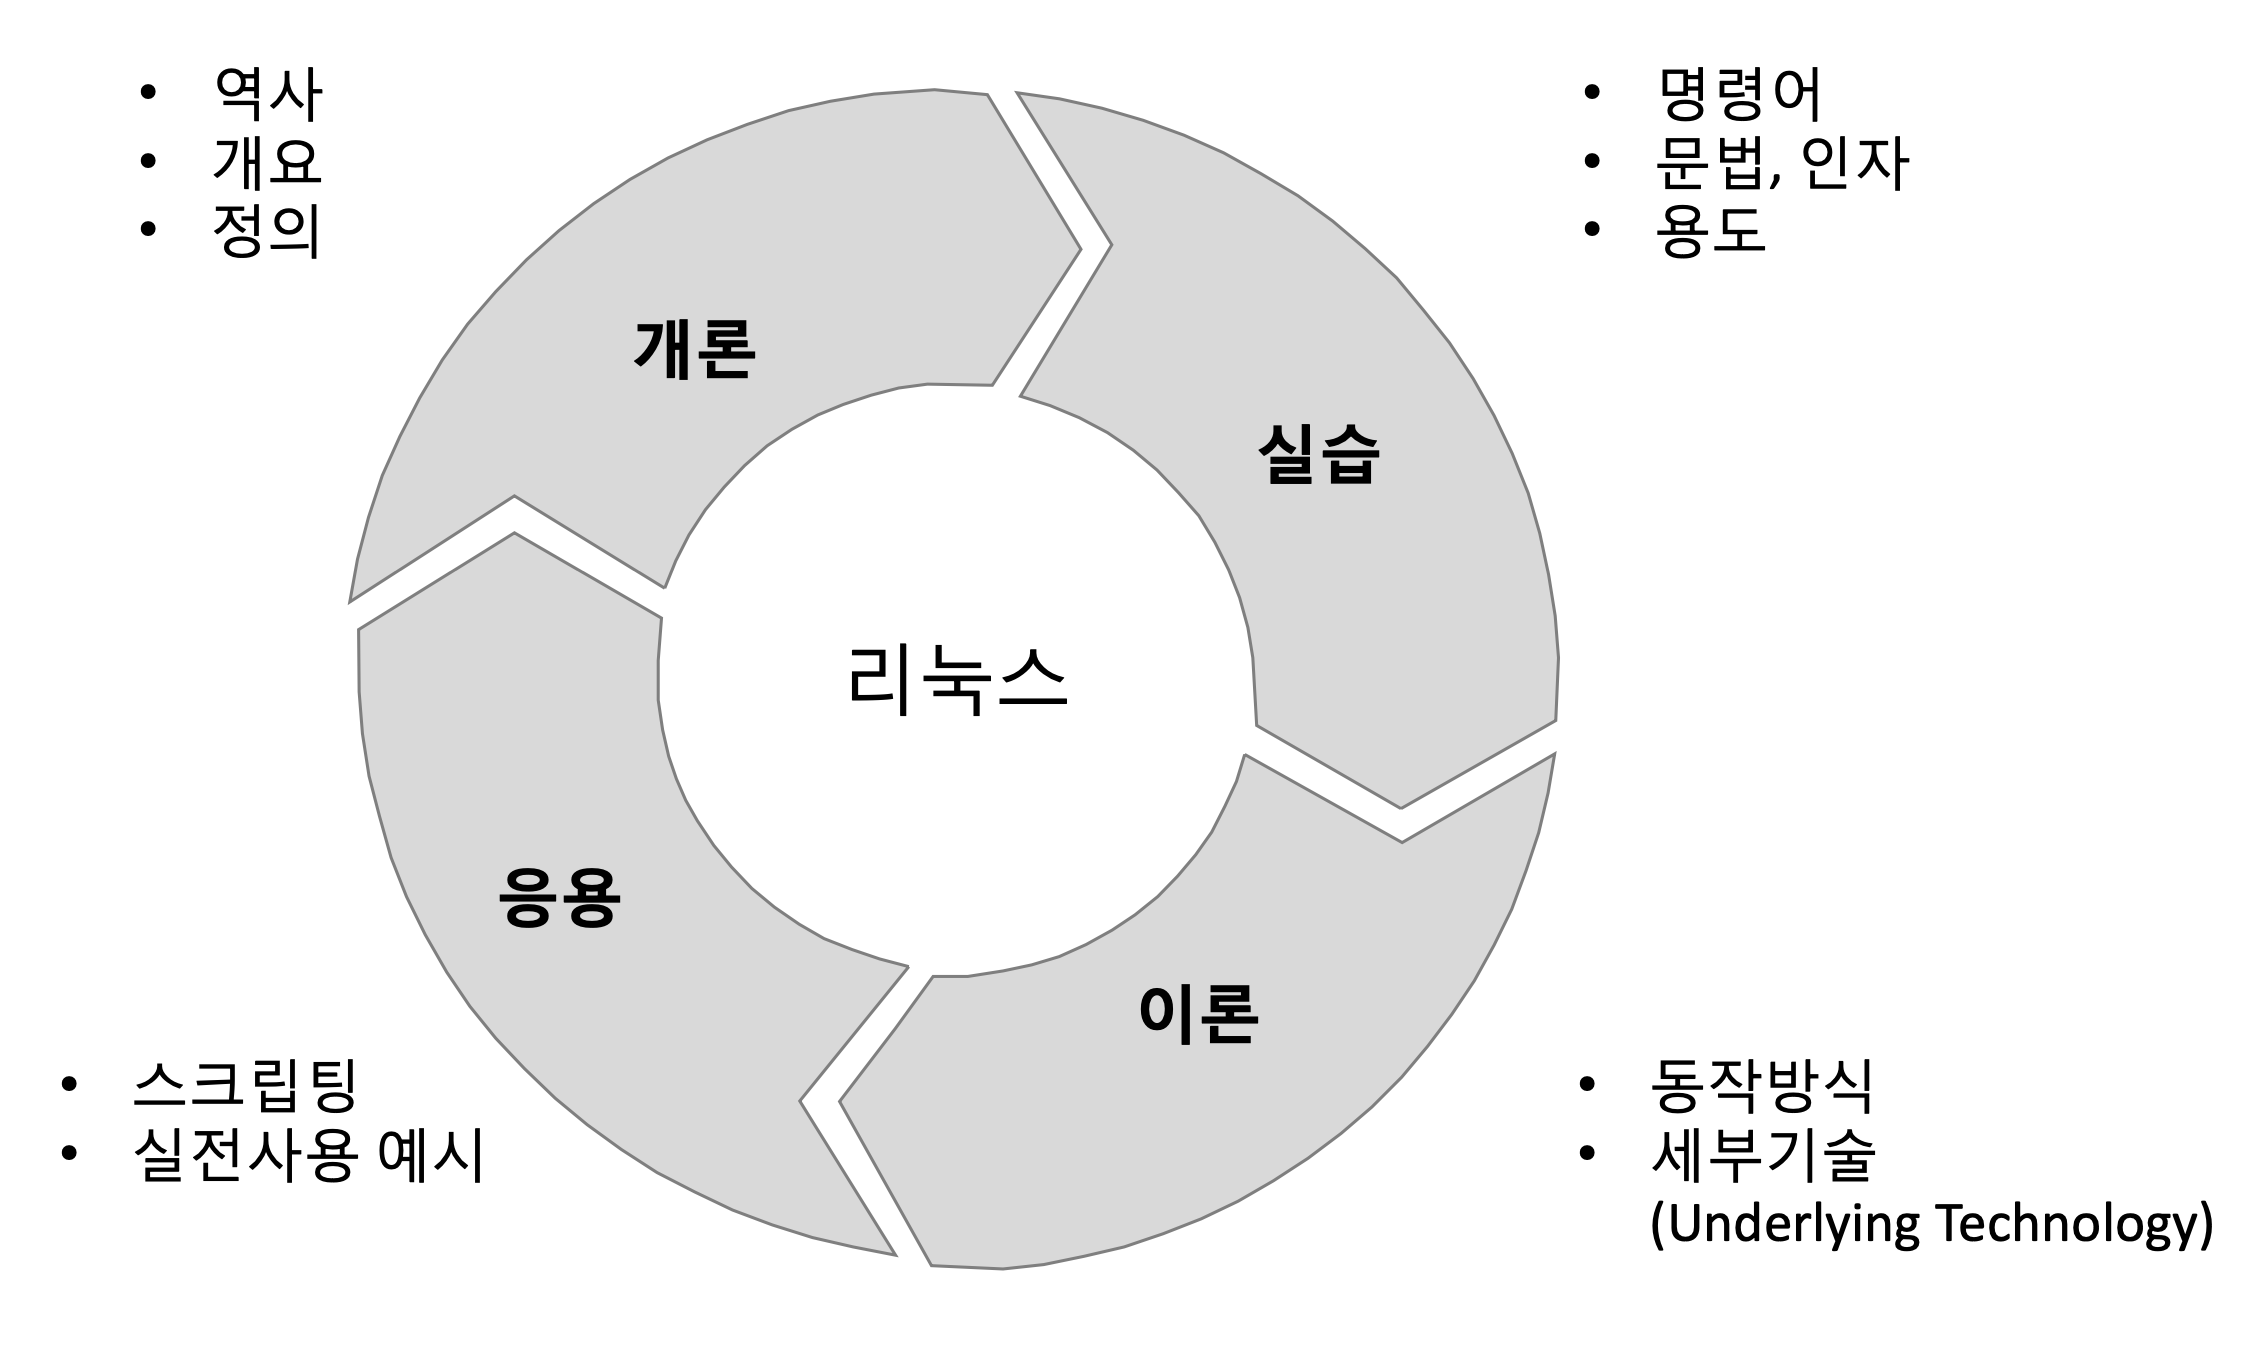 • 역사
• 개요
• 정의
• 명령어
• 문법, 인자
• 용도
개론
실습
리눅스
응용
이론
• 스크립팅
• 실전사용 예시
• 동작방식
• 세부기술
(Underlying Technology)